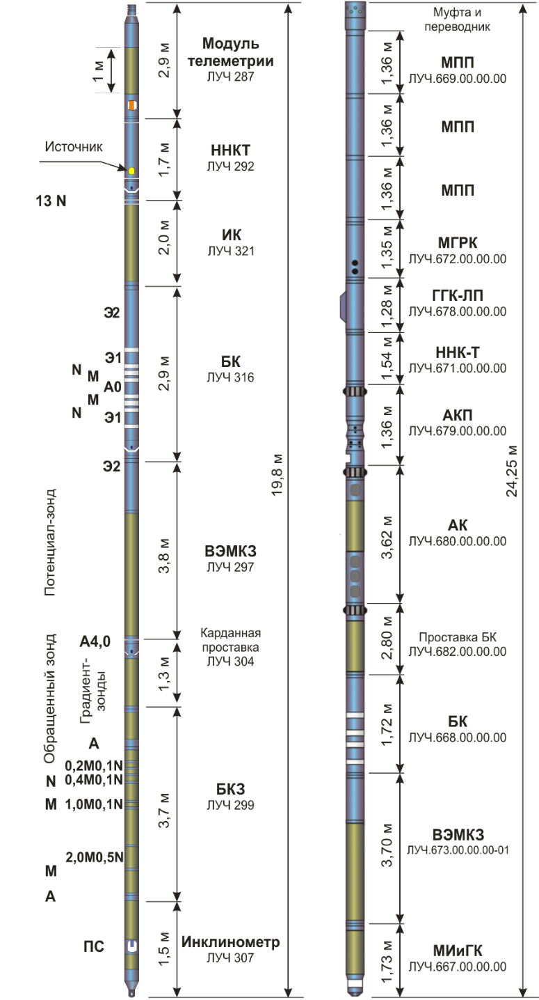 1 м
Источник
13 N
Э2
Э1
N
М
А0
М
N
Э1
Э2
Потенциал-зонд
А4,0
Обращенный зонд
Градиент-
зонды
А
0,2М0,1N
N
0,4М0,1N
М
1,0М0,1N
2,0М0,5N
М
А
ПС
2,9 м
Модуль
телеметрии
ЛУЧ 287
1,7 м
ННКТ
ЛУЧ 292
2,0 м
ИК
ЛУЧ 321
2,9 м
БК
ЛУЧ 316
3,8 м
ВЭМКЗ
ЛУЧ 297
1,3 м
Карданная
проставка
ЛУЧ 304
3,7 м
БКЗ
ЛУЧ 299
1,5 м
Инклинометр
ЛУЧ 307
19,8 м
Муфта и
переводник
1,36 м
МПП
ЛУЧ.669.00.00.00
1,36 м
МПП
1,36 м
МПП
1,35 м
МГРК
ЛУЧ.672.00.00.00
1,28 м
ГГК-ЛП
ЛУЧ.678.00.00.00
1,54 м
ННК-Т
ЛУЧ.671.00.00.00
1,36 м
АКП
ЛУЧ.679.00.00.00
3,62 м
АК
ЛУЧ.680.00.00.00
2,80 м
Проставка БК
ЛУЧ.682.00.00.00
1,72 м
БК
ЛУЧ.668.00.00.00
3,70 м
ВЭМКЗ
ЛУЧ.673.00.00.00-01
1,73 м
МИиГК
ЛУЧ.667.00.00.00
24,25 м